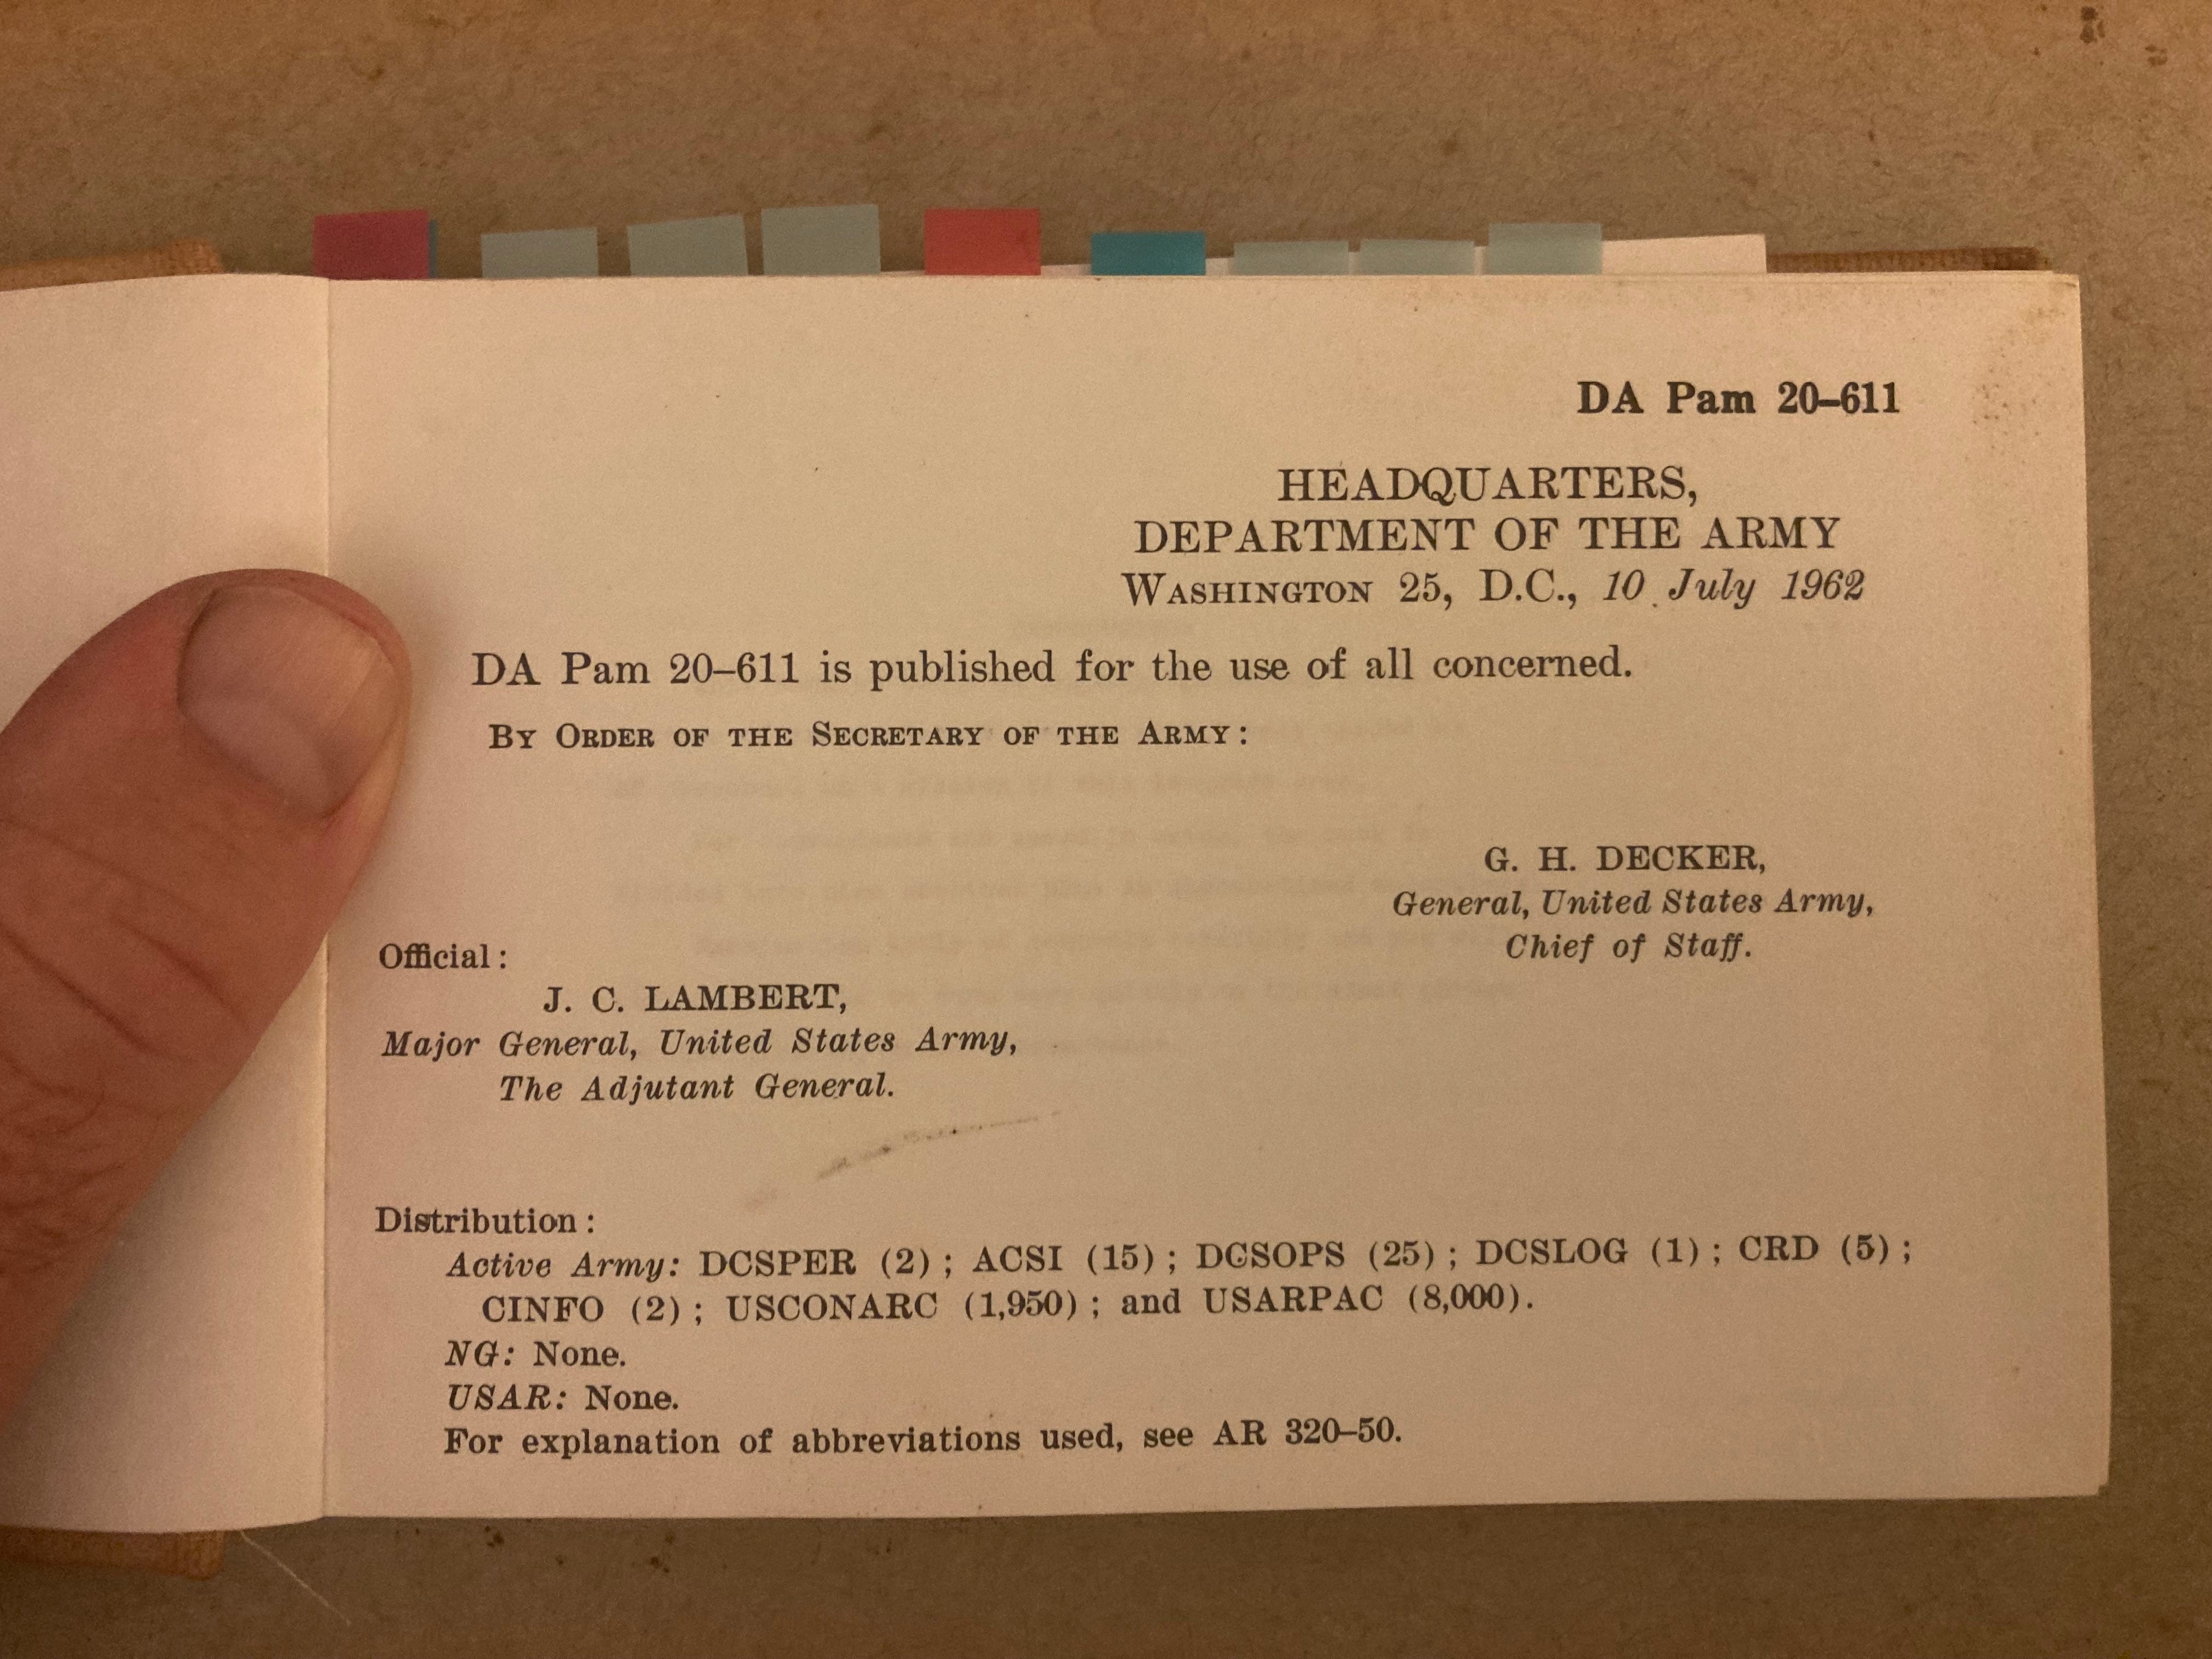 DA Pam 20–611
HEADQUARTERS,
DEPARTMENT OF THE ARMY
WASHINGTON 25, D.C., 10 July 1962
DA Pam 20–611 is published for the use of all concerned.
BY ORDER OF THE SECRETARY OF THE ARMY:
G. H. DECKER,
General, United States Army,
Chief of Staff.
Official:
J. C. LAMBERT,
Major General, United States Army,
The Adjutant General.
Distribution:
Active Army: DCSPER (2); ACSI (15); DCSOPS (25); DCSLOG (1); CRD (5);
CINFO (2); USCONARC (1,950); and USARPAC (8,000).
NG: None.
USAR: None.
For explanation of abbreviations used, see AR 320–50.